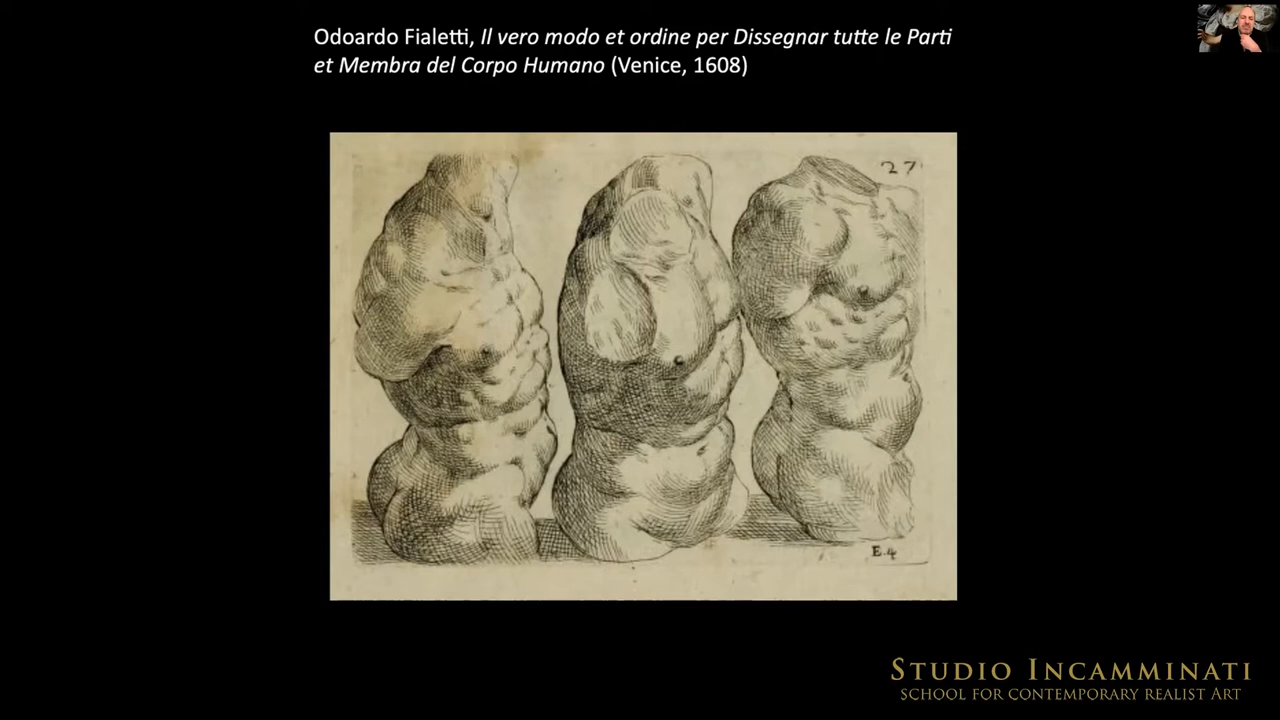 Odoardo Fialetti, Il vero modo et ordine per Dissegnar tutte le Parti
et Membra del Corpo Humano (Venice, 1608)
27
E.4
STUDIO INCAMMINATI
SCHOOL FOR CONTEMPORARY REALIST ART